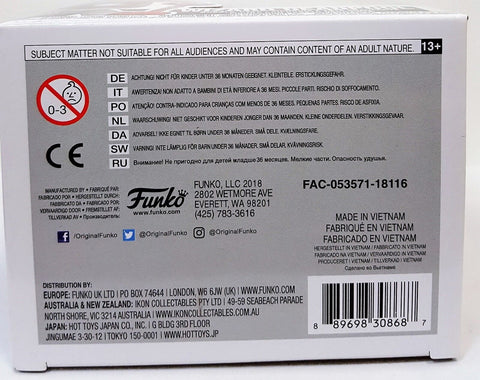 SUBJECT MATTER NOT SUITABLE FOR ALL AUDIENCES AND MAY CONTAIN CONTENT OF AN ADULT NATURE. 13+
DE ACHTUNG! NICHT FÜR KINDER UNTER 36 MONATEN GEEIGNET. KLEINTEILE. ERSTICKUNGSGEFAHR.
IT AVVERTENZA! NON ADATTO A BAMBINI DI ETÀ INFERIORE A 36 MESI. PICCOLE PARTI. RISCHIO DI SOFFOCAMENTO.
PO ATENÇÃO! CONTRA-INDICADO PARA CRIANÇAS COM MENOS DE 36 MESES. PEQUENAS PARTES. RISCO DE ASFIXIA.
NL WAARSCHUWING! NIET GESCHIKT VOOR KINDEREN JONGER DAN 36 MAANDEN. KLEINE ONDERDELEN. VERSTIKKINGSGEVAAR.
DA ADVARSEL! IKKE EGNET TIL BØRN UNDER 36 MÅNEDER. SMÅ DELE. KVÆLNINGSFARE.
SW VARNING! INTE LÄMPLIG FÖR BARN UNDER 36 MÅNADER. SMÅ DELAR. KVÄVNINGSRISK.
RU Внимание! Не пригодно для детей младше 36 месяцев. Мелкие части. Опасность удушья.
0-3
CE
MANUFACTURED BY • FABRIQUÉ PAR:
FABRICADO POR • HERGESTELLT DURCH:
FABBRICATO DA • FABRICADO POR:
VERVAARDIGD DOOR • FREMSTILLET AF:
TILLVERKAD AV • Произведено:
Funko
www.funko.com
FUNKO, LLC 2018
2802 WETMORE AVE
EVERETT, WA 98201
(425) 783-3616
FAC-053571-18116
/OriginalFunko @OriginalFunko @OriginalFunko
MADE IN VIETNAM
FABRIQUÉ EN VIETNAM
FABRICADO EN VIETNAM
HERGESTELLT IN VIETNAM / FABBRICATO IN VIETNAM
FABRICADO NO VIETNAM / VERVAARDIGD IN VIETNAM
PRODUCERET I VIETNAM / TILLVERKAD I VIETNAM
Сделано во Вьетнаме
DISTRIBUTION BY:
EUROPE: FUNKO UK LTD | PO BOX 74644 | LONDON, W6 6JW (UK) | WWW.FUNKO.COM
AUSTRALIA & NEW ZEALAND: IKON COLLECTABLES PTY LTD | 49-59 SEABEACH PARADE
NORTH SHORE, VIC 3214 AUSTRALIA | WWW.IKONCOLLECTABLES.COM.AU
JAPAN: HOT TOYS JAPAN CO., INC. | G BLDG 3RD FLOOR
JINGUMAE 3-30-12 | TOKYO 150-0001 | WWW.HOTTOYS.JP
8 89698 30868 7